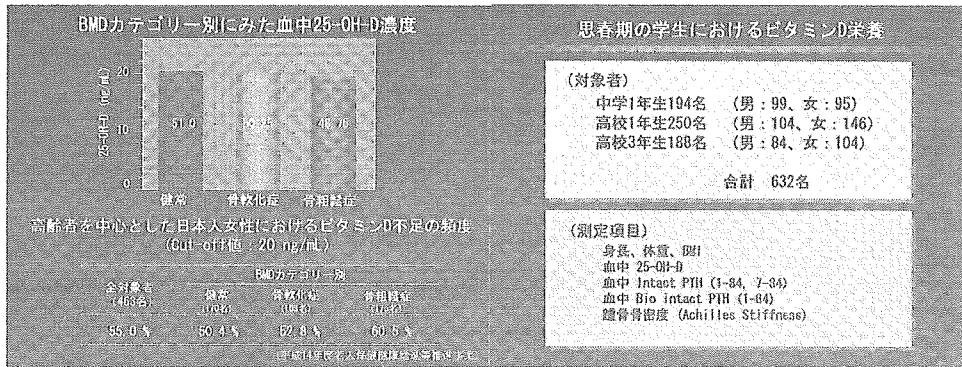 BMDカテゴリー別にみた血中25-OH-D濃度
25-OH-D (ng/mL)
20
10
0
51.0
健常
骨軟化症
骨粗鬆症
高齢者を中心とした日本人女性におけるビタミンD不足の頻度
(Cut-off値：20 ng/mL)
BMDカテゴリー別
全対象者
健常
骨軟化症
骨粗鬆症
55.0 %
50.4 %
52.8 %
60.5 %
思春期の学生におけるビタミンD栄養
(対象者)
中学1年生194名 (男：99、女：95)
高校1年生250名 (男：104、女：146)
高校3年生188名 (男：84、女：104)
合計 632名
(測定項目)
身長、体重、BMI
血中 25-OH-D
血中 Intact PTH (1-84, 7-84)
血中 Bio intact PTH (1-84)
踵骨骨密度 (Achilles Stiffness)